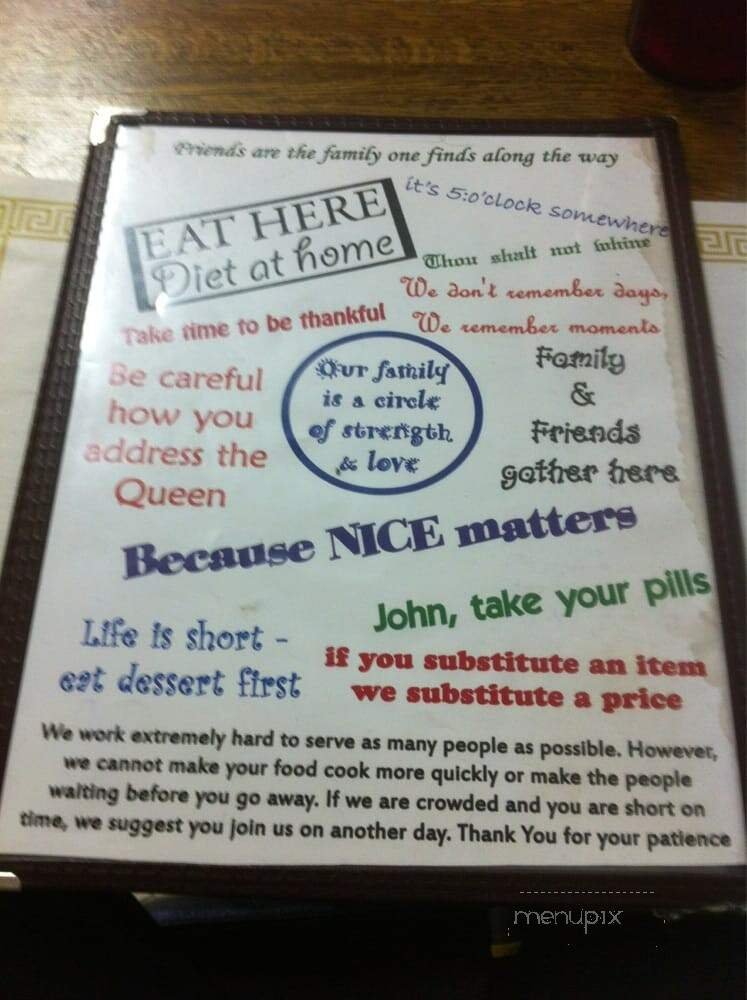 Friends are the family one finds along the way
it's 5:o'clock somewhere
EAT HERE
Diet at home
Thou shalt not whine
We don't remember days,
We remember moments
Take time to be thankful
Be careful
how you
address the
Queen
Our family
is a circle
of strength
& love
Family
&
Friends
gather here
Because NICE matters
John, take your pills
Life is short -
eat dessert first
if you substitute an item
we substitute a price
We work extremely hard to serve as many people as possible. However,
we cannot make your food cook more quickly or make the people
waiting before you go away. If we are crowded and you are short on
time, we suggest you join us on another day. Thank You for your patience
menupix